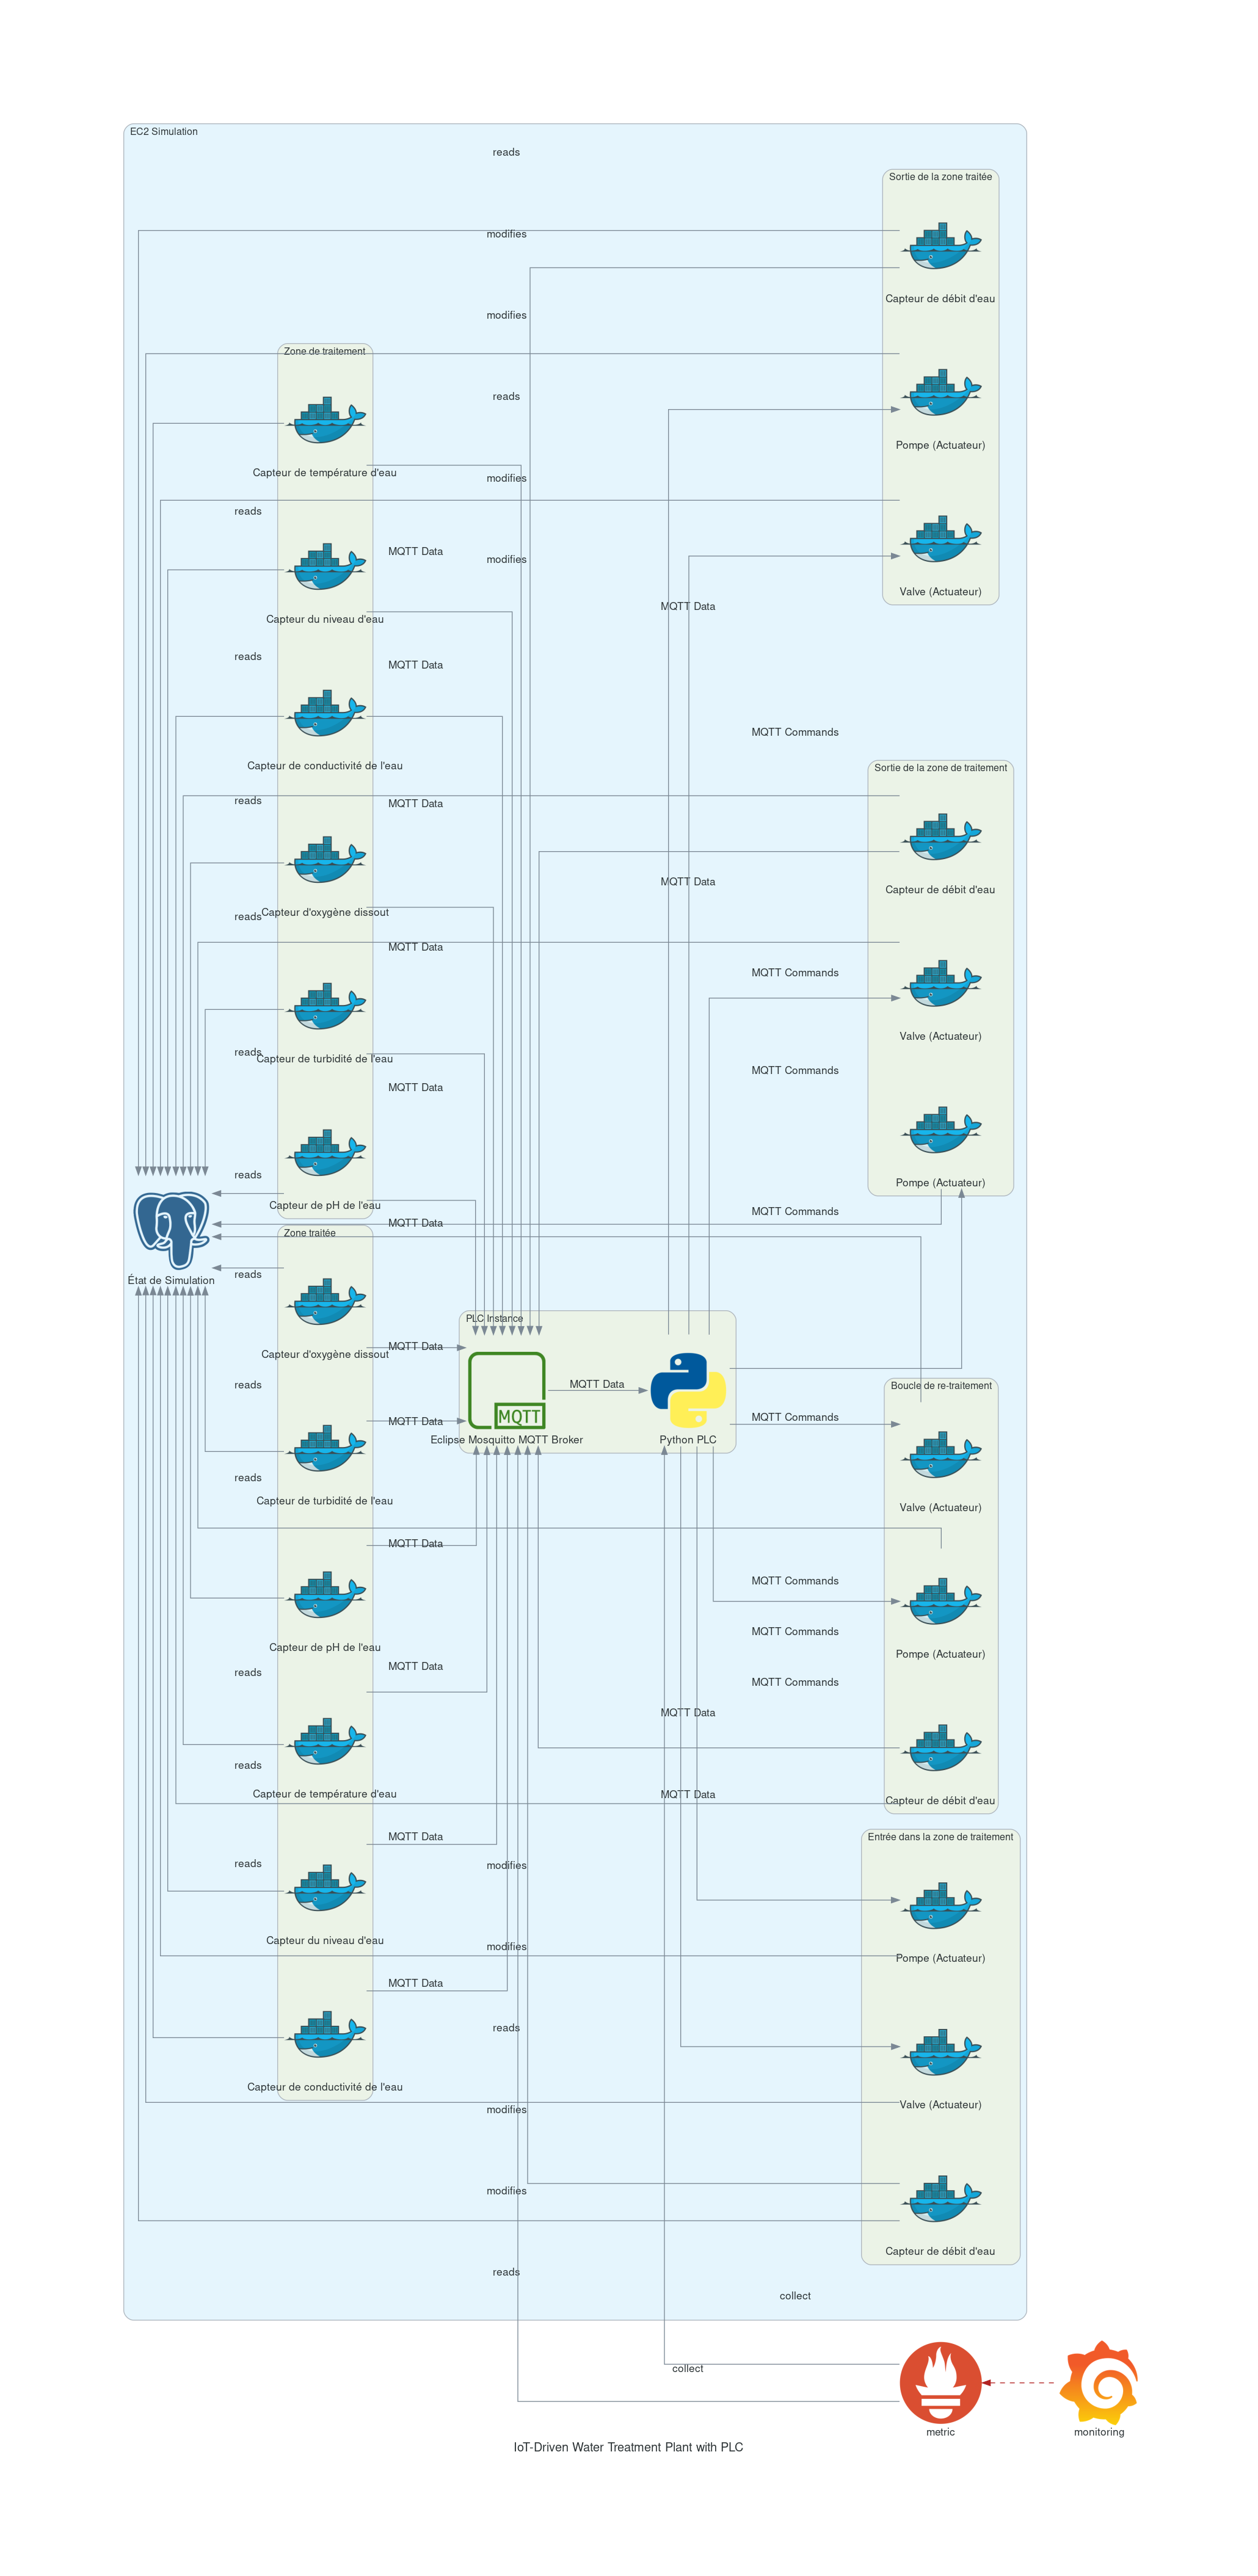 EC2 Simulation
reads
Sortie de la zone traitée
modifies
Capteur de débit d'eau
modifies
Zone de traitement
reads
Pompe (Actuateur)
Capteur de température d'eau
modifies
reads
MQTT Data
modifies
Valve (Actuateur)
MQTT Data
Capteur du niveau d'eau
reads
MQTT Data
MQTT Commands
Capteur de conductivité de l'eau
Sortie de la zone de traitement
reads
MQTT Data
MQTT Data
Capteur de débit d'eau
Capteur d'oxygène dissout
reads
MQTT Data
MQTT Commands
Valve (Actuateur)
reads
Capteur de turbidité de l'eau
MQTT Commands
MQTT Data
reads
Pompe (Actuateur)
Capteur de pH de l'eau
MQTT Commands
MQTT Data
Zone traitée
reads
État de Simulation
PLC Instance
MQTT Data
Capteur d'oxygène dissout
reads
MQTT Data
Boucle de re-traitement
MQTT Data
MQTT Commands
MQTT
Eclipse Mosquitto MQTT Broker
Python PLC
reads
Capteur de turbidité de l'eau
Valve (Actuateur)
MQTT Data
MQTT Commands
MQTT Commands
Capteur de pH de l'eau
Pompe (Actuateur)
MQTT Data
reads
MQTT Commands
MQTT Data
reads
Capteur de température d'eau
MQTT Data
Capteur de débit d'eau
MQTT Data
Entrée dans la zone de traitement
reads
modifies
Capteur du niveau d'eau
modifies
Pompe (Actuateur)
MQTT Data
reads
Capteur de conductivité de l'eau
Valve (Actuateur)
modifies
modifies
Capteur de débit d'eau
reads
collect
collect
metric
monitoring
IoT-Driven Water Treatment Plant with PLC